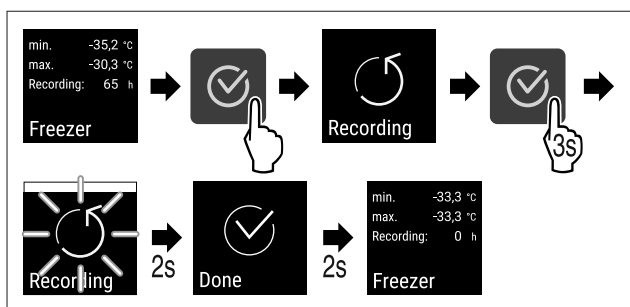 min. -35,2 °C
max. -30,3 °C
Recording: 65 h
Freezer
Recording
3s
Recording
2s
Done
2s
min. -33,3 °C
max. -33,3 °C
Recording: 0 h
Freezer